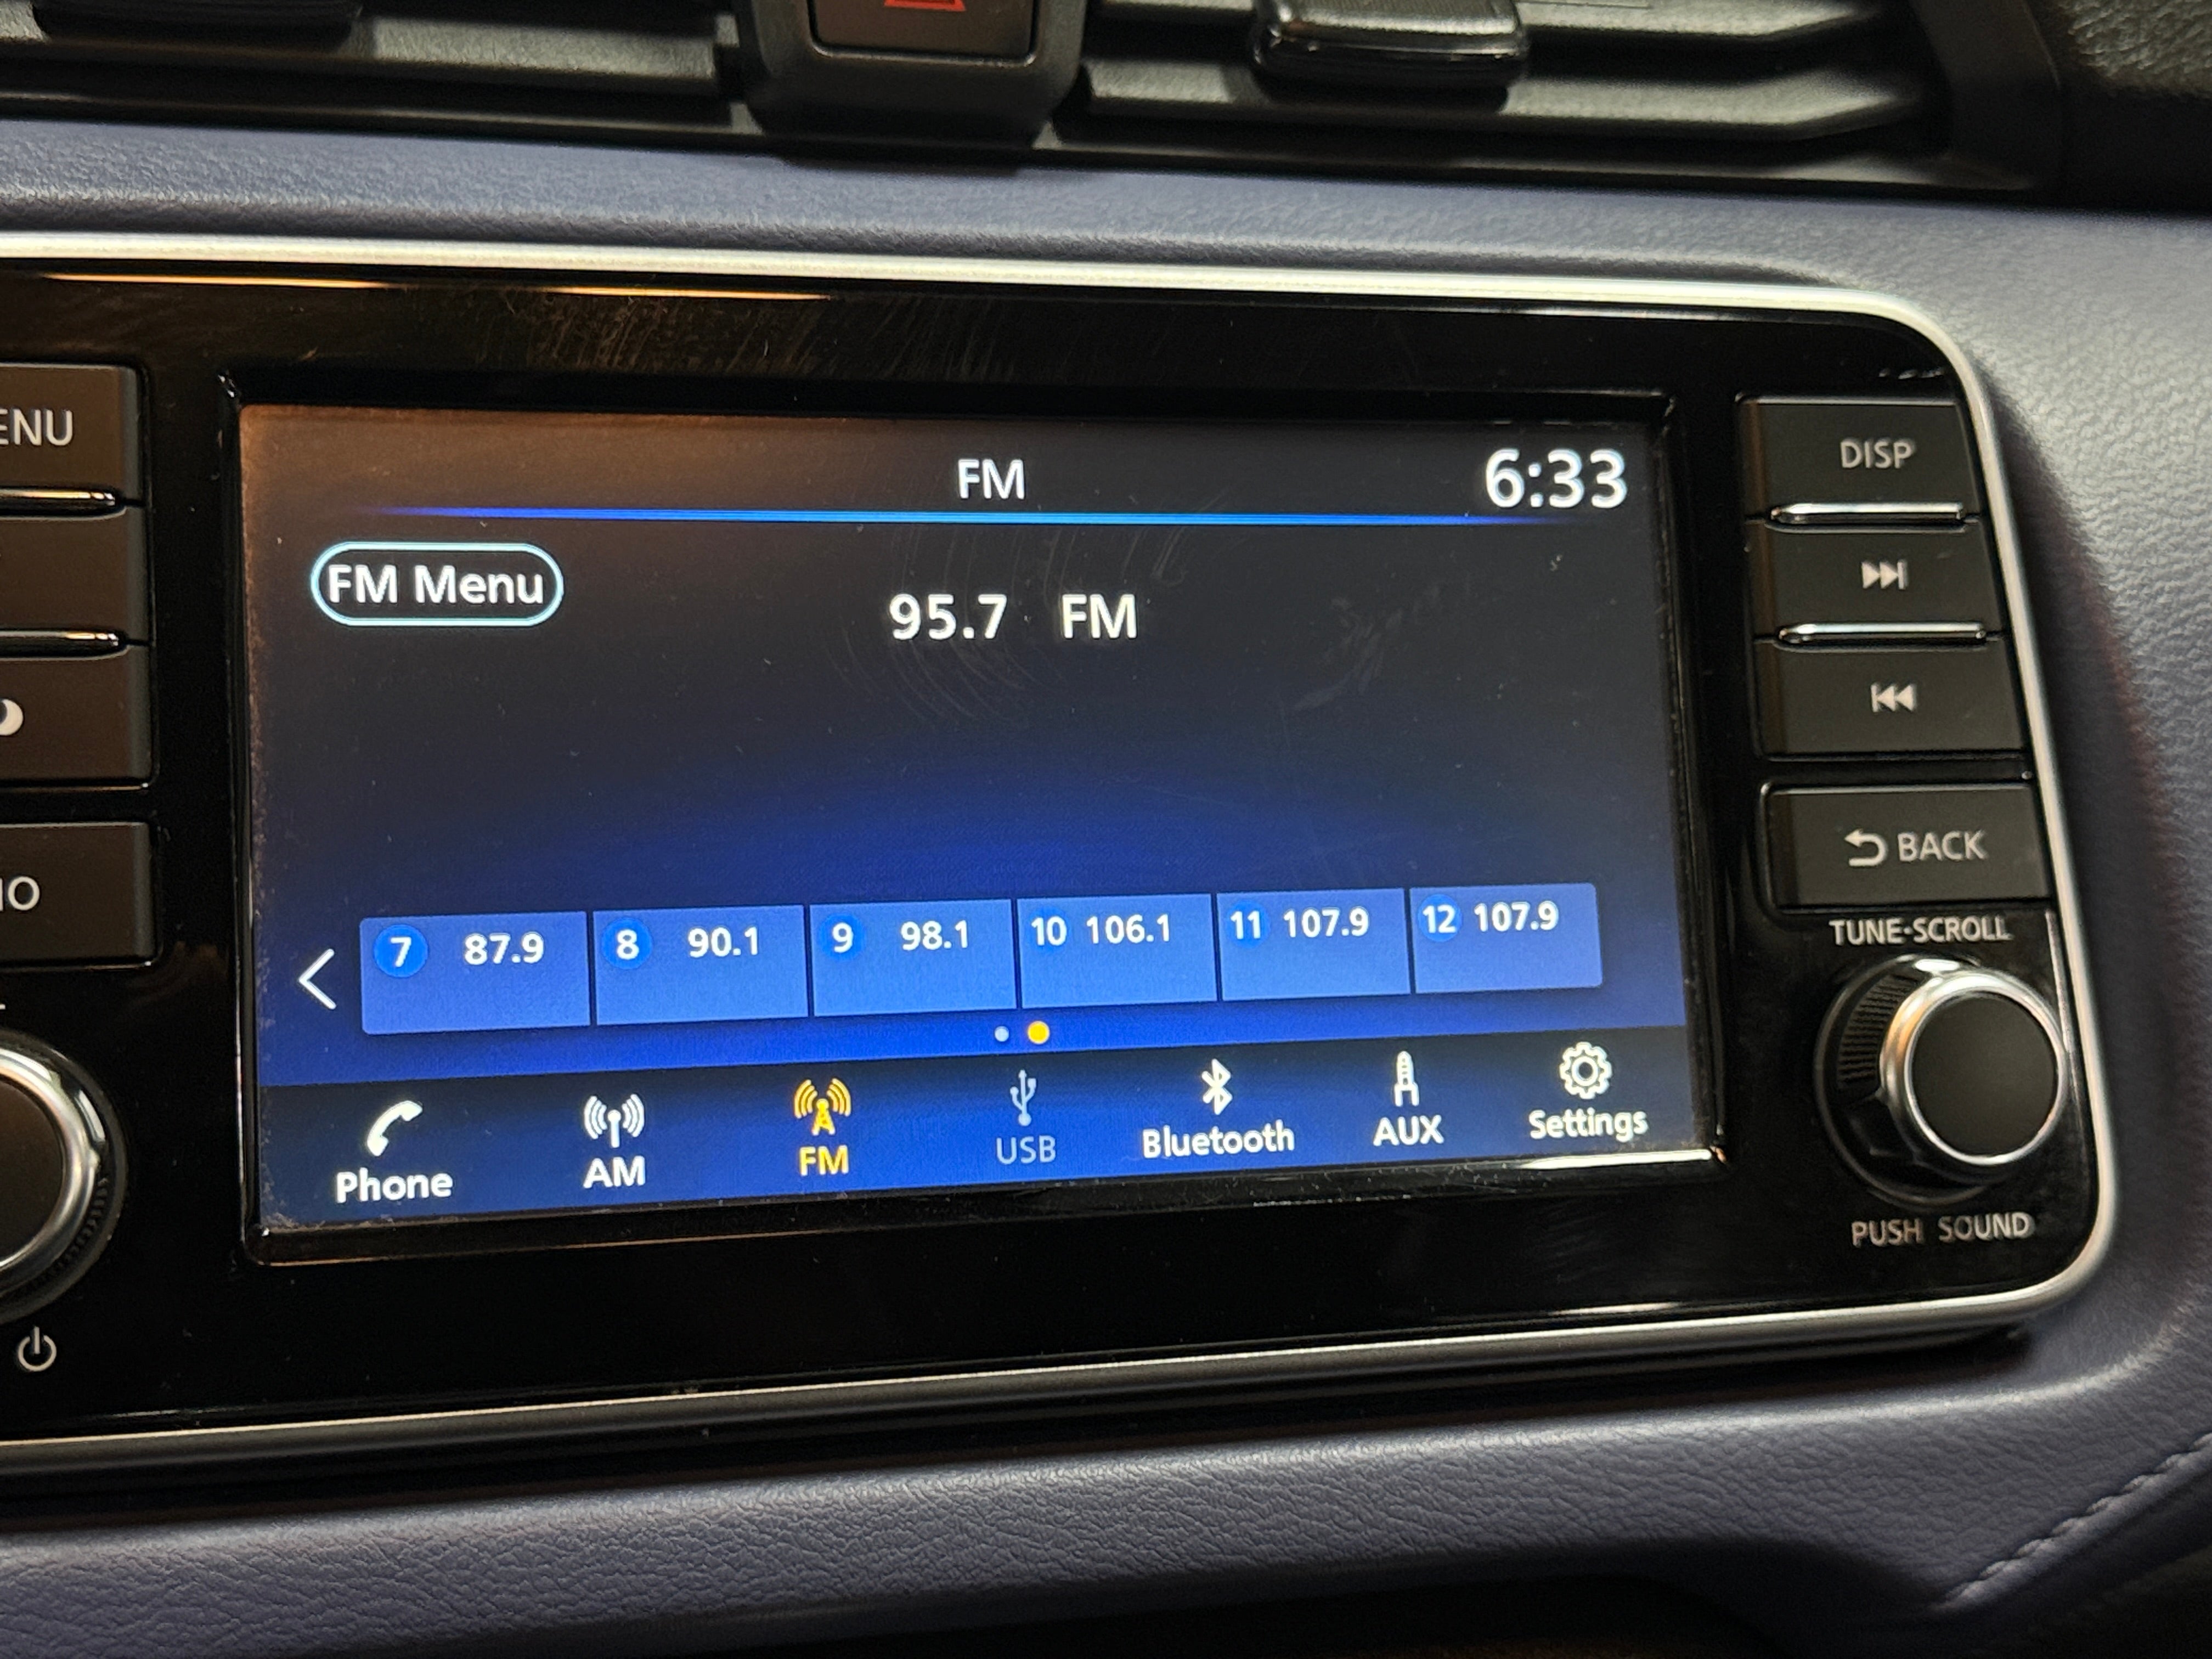 FM 6:33
FM Menu
95.7 FM
7 87.9 8 90.1 9 98.1 10 106.1 11 107.9 12 107.9
Phone AM FM USB Bluetooth AUX Settings
ENU
IO
DISP
BACK
TUNE·SCROLL
PUSH SOUND